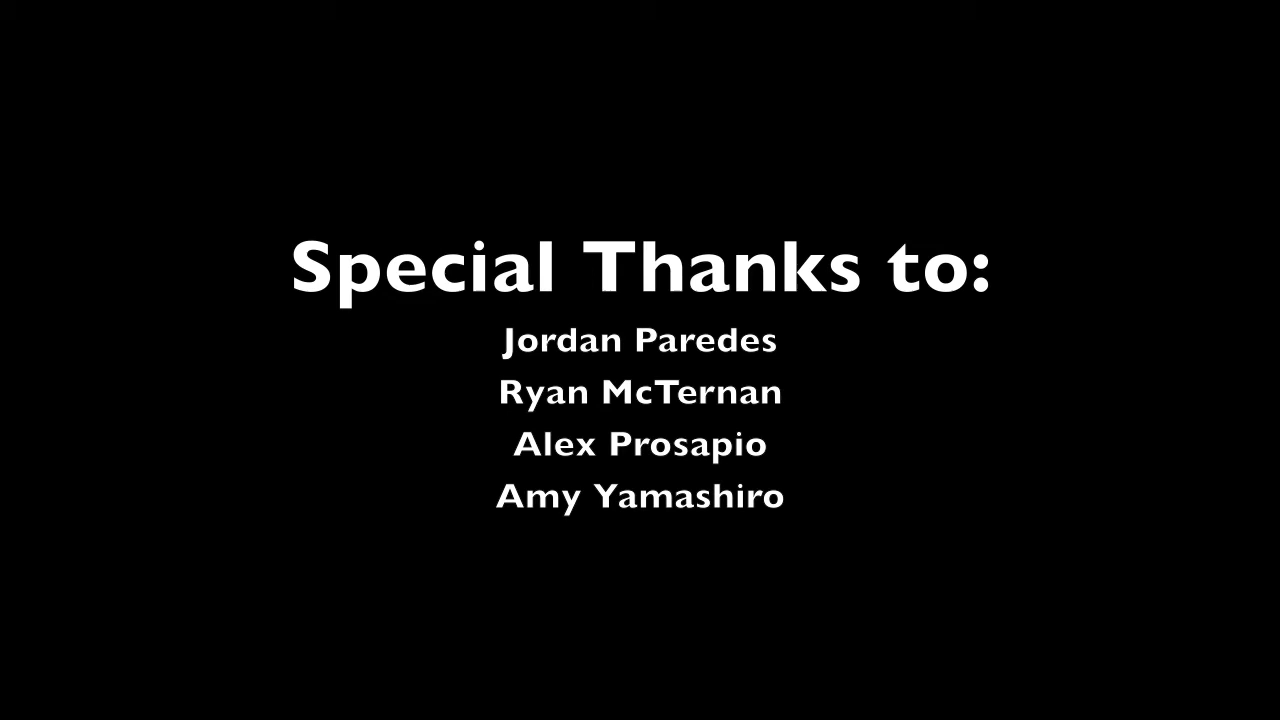 Special Thanks to:
Jordan Paredes
Ryan McTernan
Alex Prosapio
Amy Yamashiro